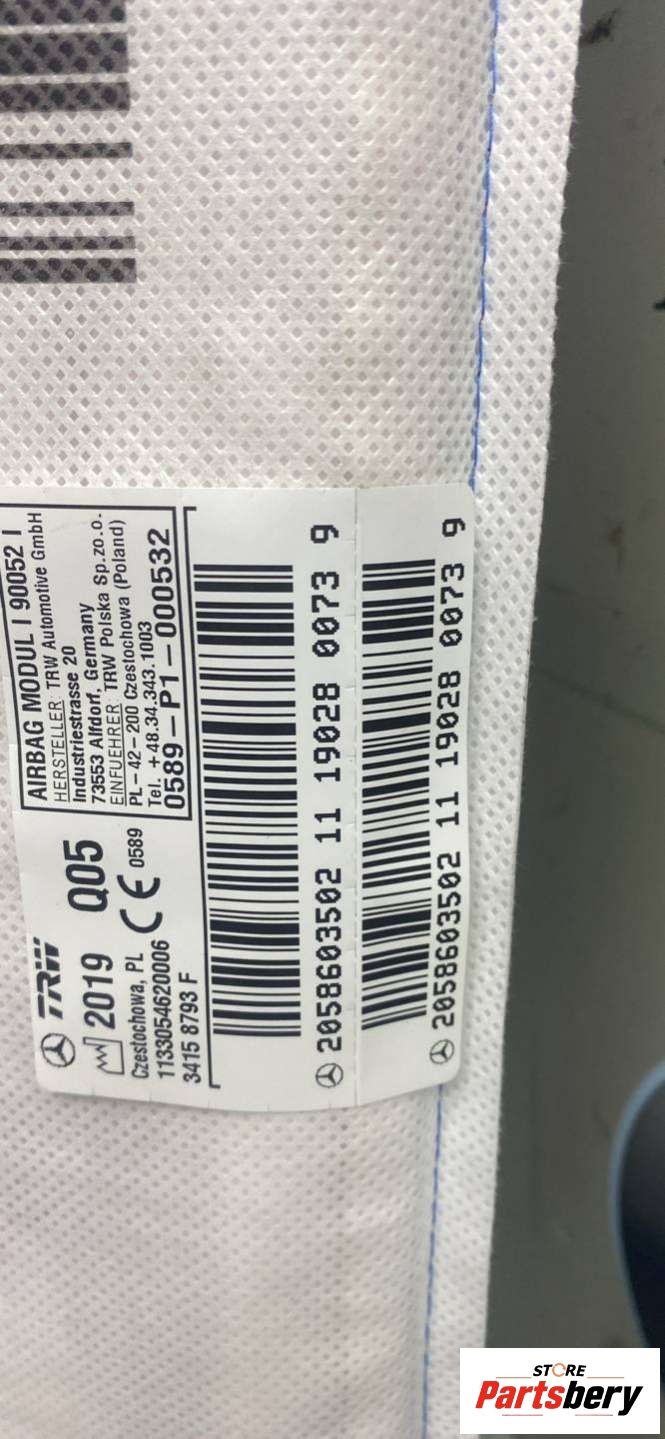 TRW
2019 Q05
Czestochowa, PL CE 0589
1133054620006
3415 8793 F
AIRBAG MODUL I 90052 I
HERSTELLER: TRW Automotive GmbH
Industriestrasse 20
73553 Alfdorf, Germany
EINFUEHRER: TRW Polska Sp.zo.o.
PL-42-200 Czestochowa (Poland)
Tel. +48.34.343.1003
0589-P1-000532
2058603502 11 19028 0073 9
2058603502 11 19028 0073 9
STORE
Partsbery